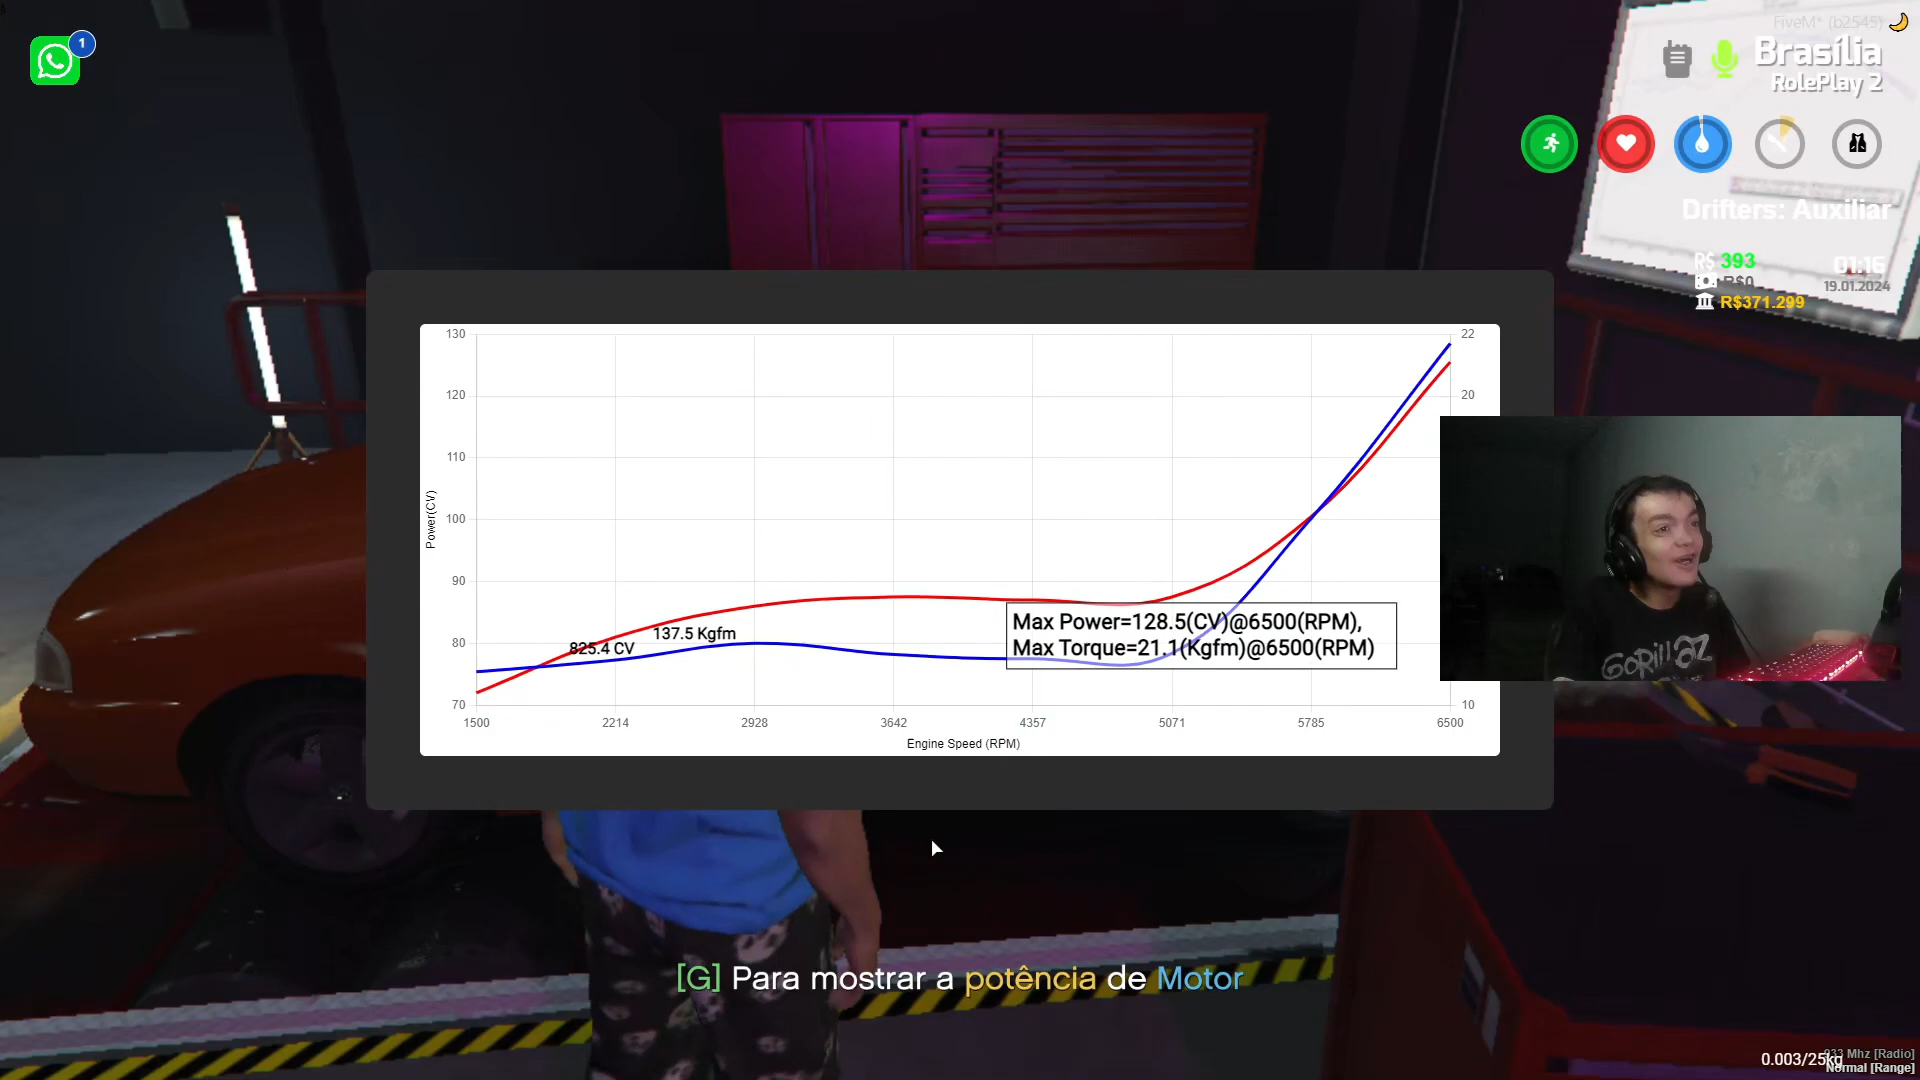 1
FiveM* (b2545)
Brasília
RolePlay 2
Drifters: Auxiliar
R$ 393
01:16
R$0
19.01.2024
R$371.299
130
120
110
100
90
80
70
Power(CV)
22
20
10
825.4 CV
137.5 Kgfm
Max Power=128.5(CV)@6500(RPM),
Max Torque=21.1(Kgfm)@6500(RPM)
1500 2214 2928 3642 4357 5071 5785 6500
Engine Speed (RPM)
GORiLLAZ
[G] Para mostrar a potência de Motor
0.003/25kg
Mhz [Radio]
Normal [Range]